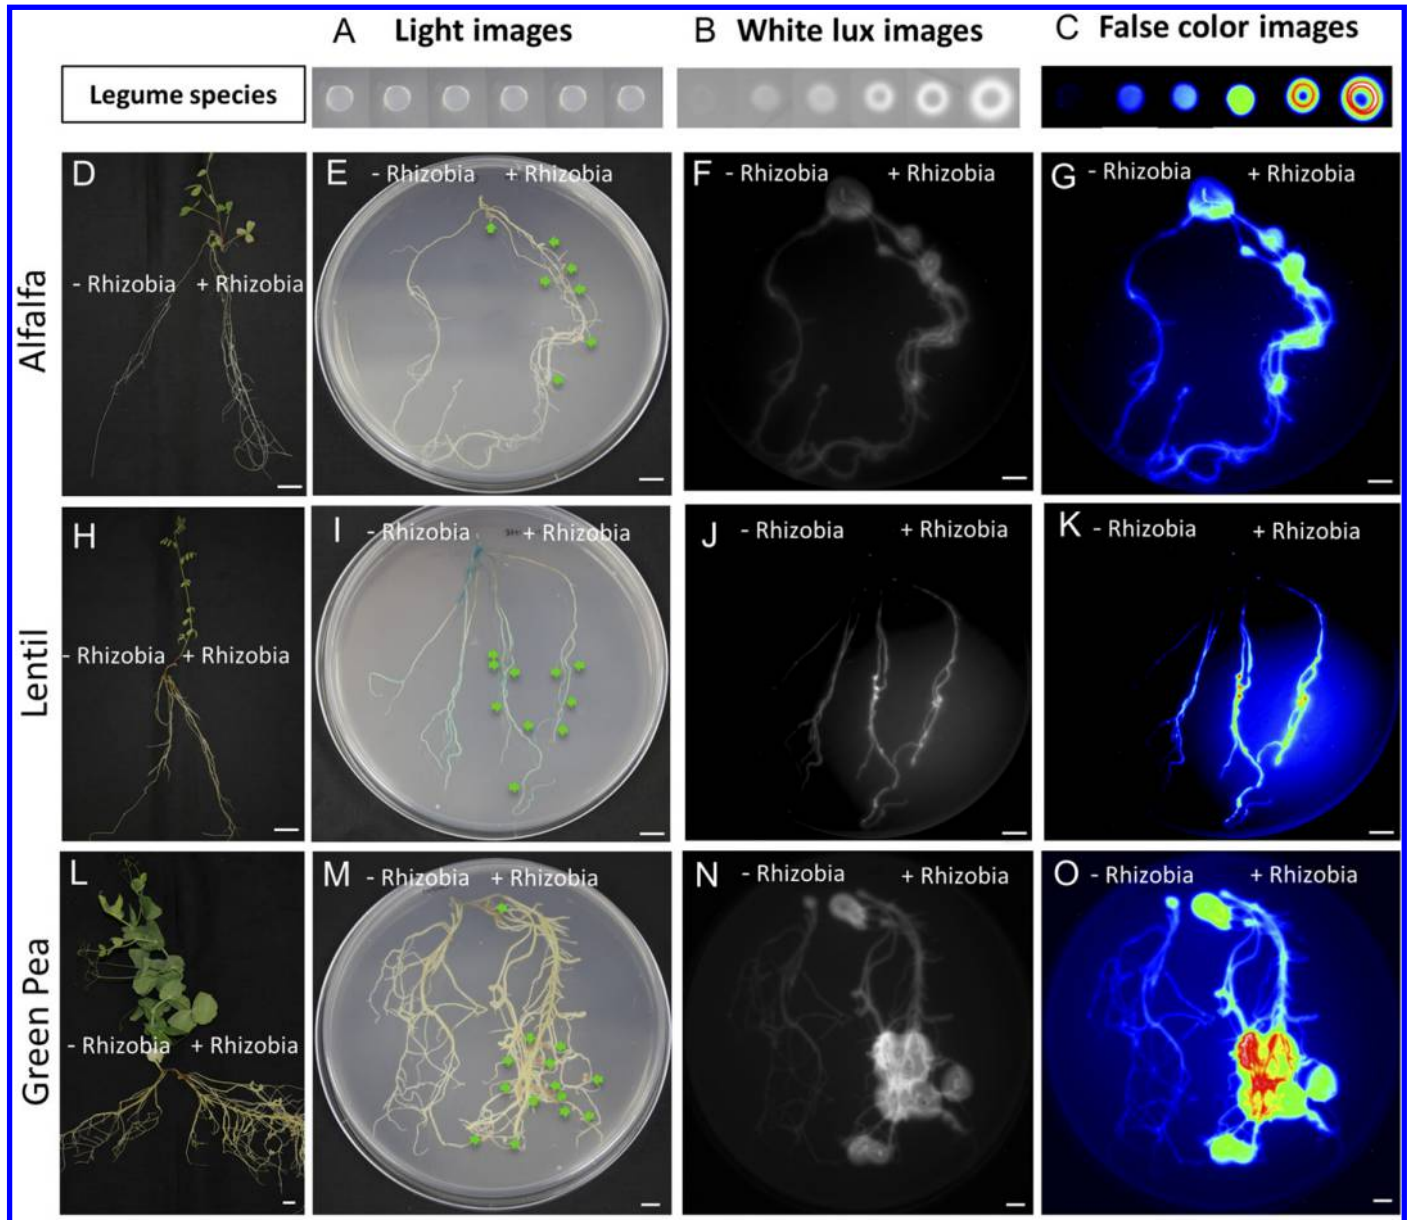 A Light images
B White lux images
C False color images
Legume species
Alfalfa
D
- Rhizobia + Rhizobia
E
- Rhizobia + Rhizobia
F
- Rhizobia + Rhizobia
G
- Rhizobia + Rhizobia
Lentil
H
- Rhizobia + Rhizobia
I
- Rhizobia + Rhizobia
J
- Rhizobia + Rhizobia
K
- Rhizobia + Rhizobia
Green Pea
L
- Rhizobia + Rhizobia
M
- Rhizobia + Rhizobia
N
- Rhizobia + Rhizobia
O
- Rhizobia + Rhizobia